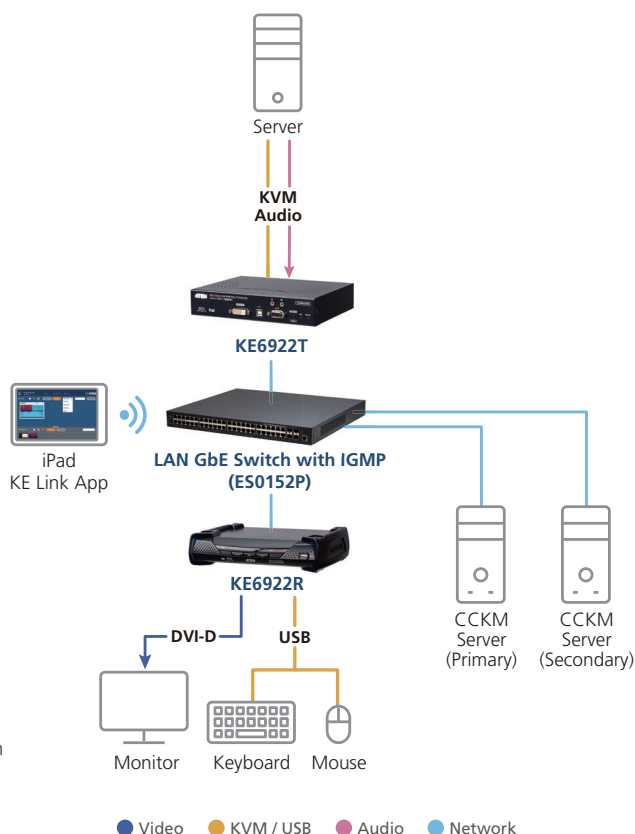 Server
KVM
Audio
ATEN
KE6922T
iPad
KE Link App
LAN GbE Switch with IGMP
(ES0152P)
KE6922R
DVI-D
USB
CCKM
Server
(Primary)
CCKM
Server
(Secondary)
Monitor
Keyboard
Mouse
Video
KVM / USB
Audio
Network